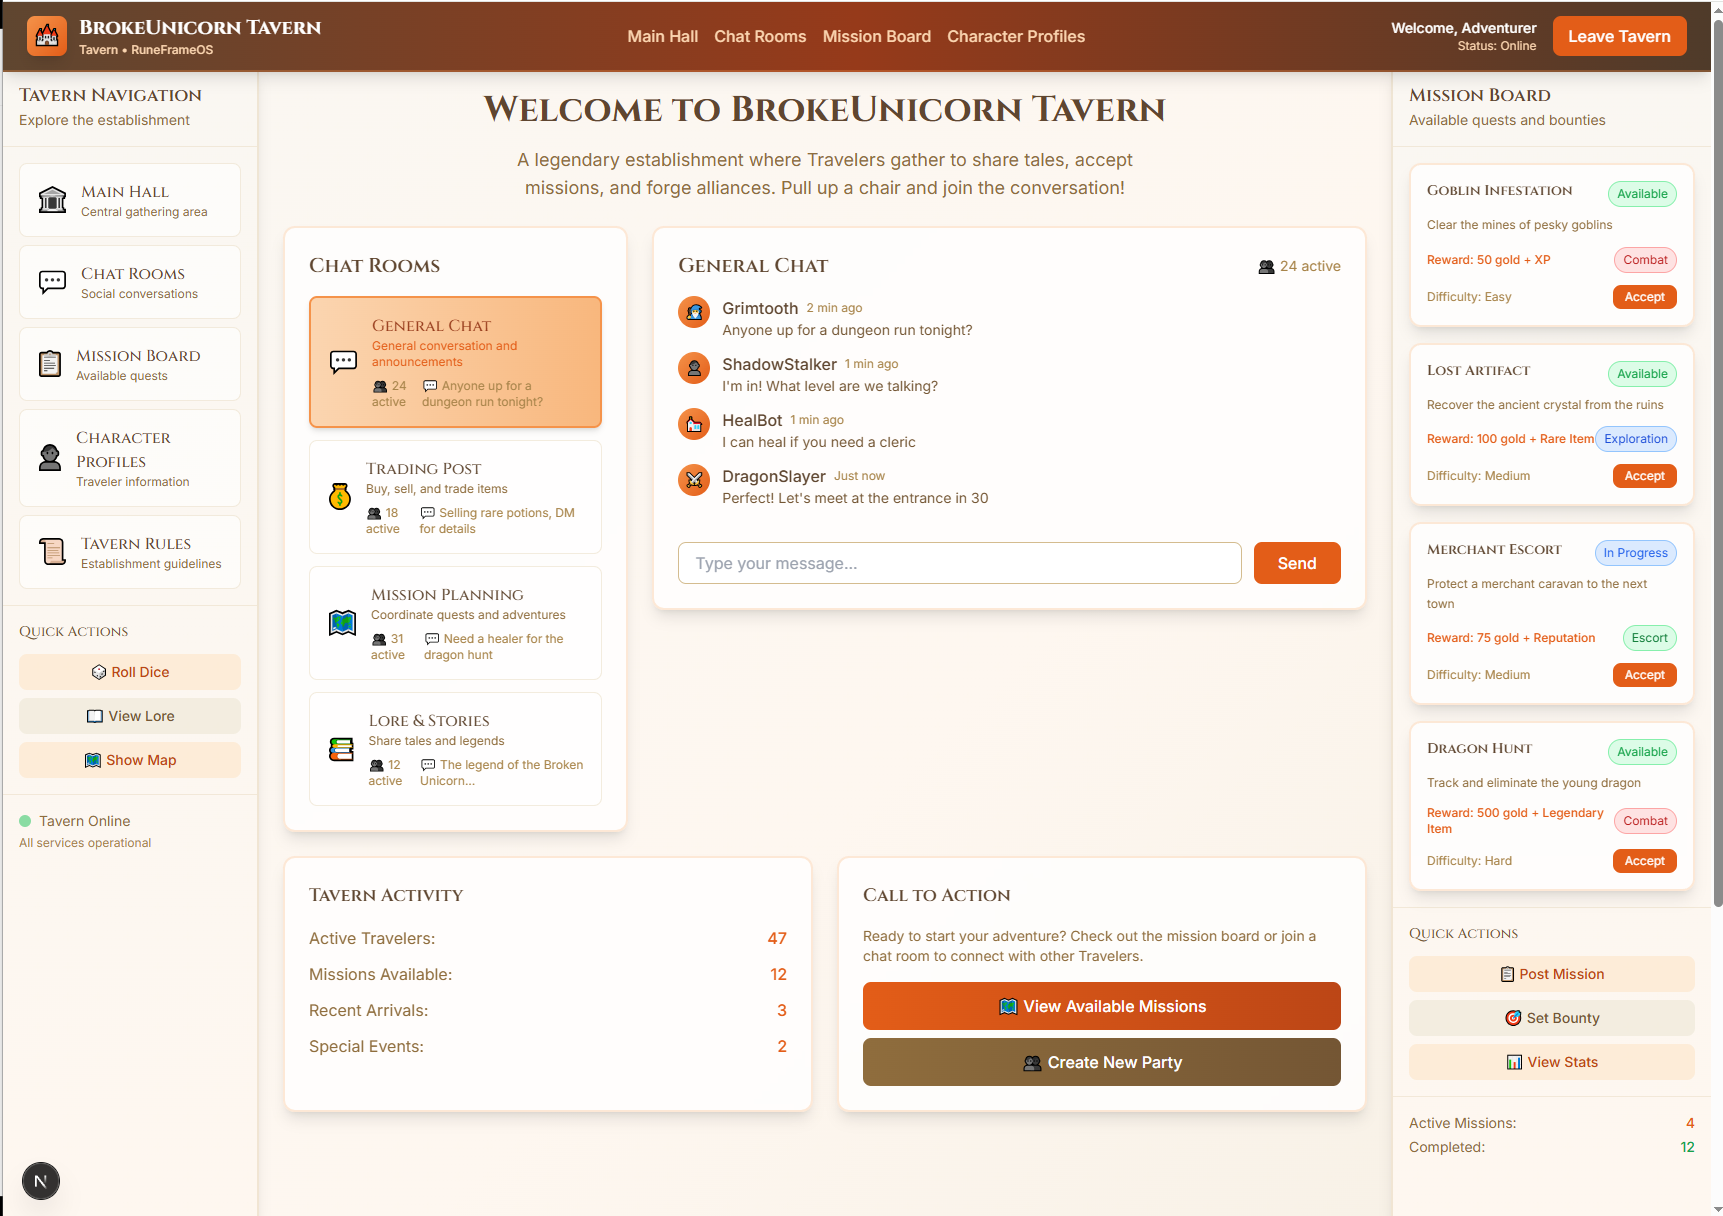 BrokeUnicorn Tavern
Tavern • RuneFrameOS
Main Hall
Chat Rooms
Mission Board
Character Profiles
Welcome, Adventurer
Status: Online
Leave Tavern
Tavern Navigation
Explore the establishment
Main Hall
Central gathering area
Chat Rooms
Social conversations
Mission Board
Available quests
Character
Profiles
Traveler information
Tavern Rules
Establishment guidelines
Quick Actions
Roll Dice
View Lore
Show Map
Tavern Online
All services operational
N
Welcome to BrokeUnicorn Tavern
A legendary establishment where Travelers gather to share tales, accept
missions, and forge alliances. Pull up a chair and join the conversation!
Chat Rooms
General Chat
General conversation and
announcements
24
active
Anyone up for a
dungeon run tonight?
Trading Post
Buy, sell, and trade items
18
active
Selling rare potions, DM
for details
Mission Planning
Coordinate quests and adventures
31
active
Need a healer for the
dragon hunt
Lore & Stories
Share tales and legends
12
active
The legend of the Broken
Unicorn...
General Chat
24 active
Grimtooth 2 min ago
Anyone up for a dungeon run tonight?
ShadowStalker 1 min ago
I'm in! What level are we talking?
HealBot 1 min ago
I can heal if you need a cleric
DragonSlayer Just now
Perfect! Let's meet at the entrance in 30
Type your message...
Send
Tavern Activity
Active Travelers: 47
Missions Available: 12
Recent Arrivals: 3
Special Events: 2
Call to Action
Ready to start your adventure? Check out the mission board or join a
chat room to connect with other Travelers.
View Available Missions
Create New Party
Mission Board
Available quests and bounties
Goblin Infestation
Available
Clear the mines of pesky goblins
Reward: 50 gold + XP
Combat
Difficulty: Easy
Accept
Lost Artifact
Available
Recover the ancient crystal from the ruins
Reward: 100 gold + Rare Item
Exploration
Difficulty: Medium
Accept
Merchant Escort
In Progress
Protect a merchant caravan to the next
town
Reward: 75 gold + Reputation
Escort
Difficulty: Medium
Accept
Dragon Hunt
Available
Track and eliminate the young dragon
Reward: 500 gold + Legendary
Item
Combat
Difficulty: Hard
Accept
Quick Actions
Post Mission
Set Bounty
View Stats
Active Missions: 4
Completed: 12